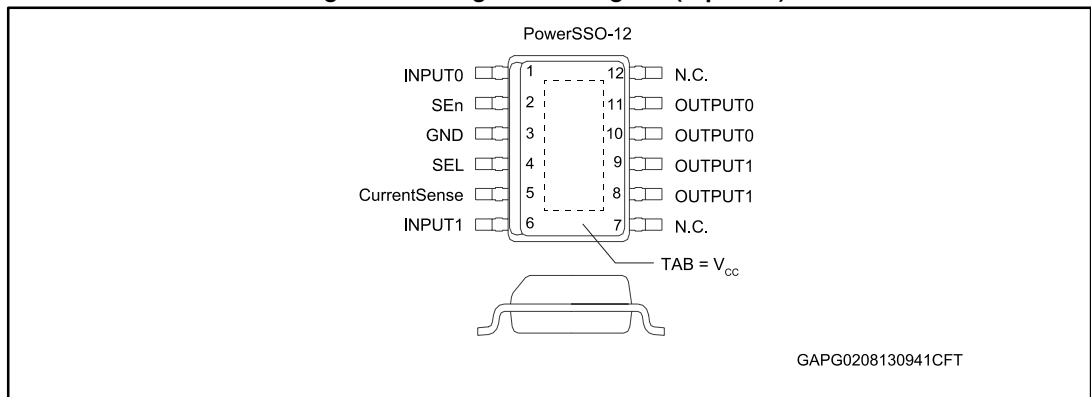 PowerSSO-12
INPUT0 1 12 N.C.
SEn 2 11 OUTPUT0
GND 3 10 OUTPUT0
SEL 4 9 OUTPUT1
CurrentSense 5 8 OUTPUT1
INPUT1 6 7 N.C.
TAB = Vcc
GAPG0208130941CFT